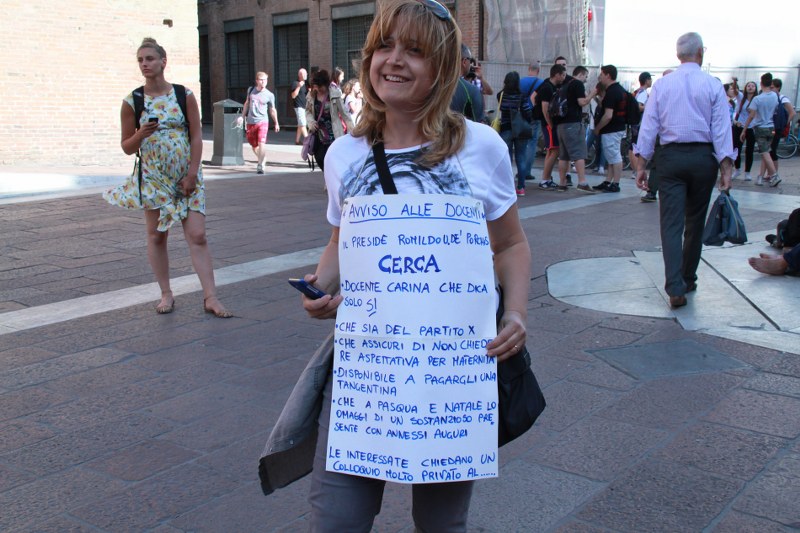 "AVVISO ALLE DOCENTI"
IL PRESIDE ROMILDO U, DE' PORCONIS
CERCA
• DOCENTE CARINA CHE DICA
SOLO SÌ
• CHE SIA DEL PARTITO X
• CHE ASSICURI DI NON CHIEDE
RE ASPETTATIVA PER MATERNITÀ
• DISPONIBILE A PAGARGLI UNA
TANGENTINA
• CHE A PASQUA E NATALE LO
OMAGGI DI UN SOSTANZIOSO PRE
SENTE CON ANNESSI AUGURI
LE INTERESSATE CHIEDANO UN
COLLOQUIO MOLTO PRIVATO AL......